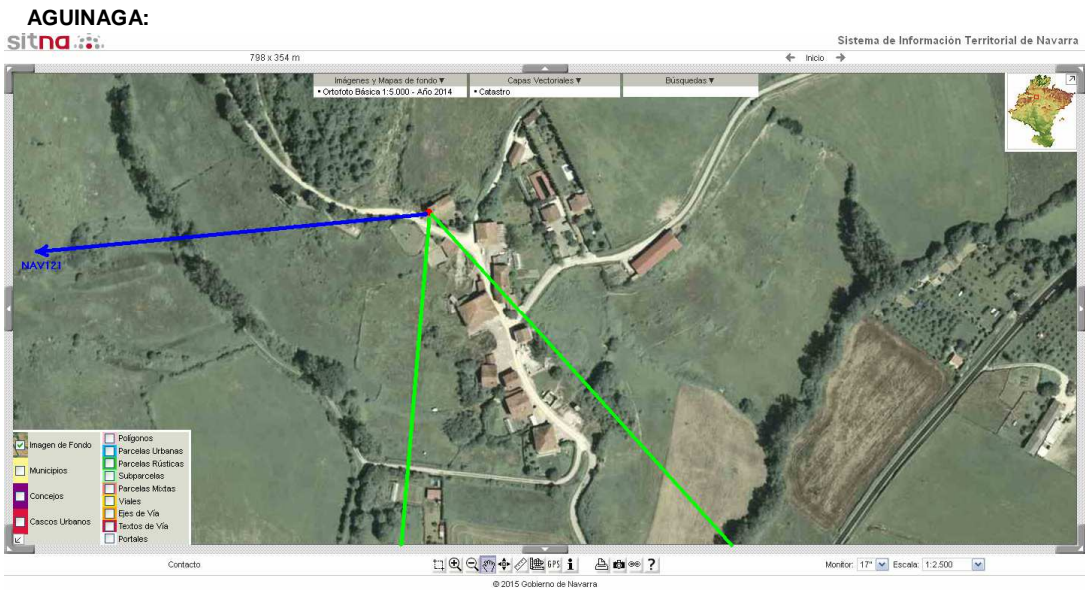 AGUINAGA:
sitna
Sistema de Información Territorial de Navarra
798 x 354 m
Inicio
Imágenes y Mapas de fondo ▼
Capas Vectoriales ▼
Búsquedas ▼
• Ortofoto Básica 1:5.000 - Año 2014
• Catastro
NAV121
Imagen de Fondo
Municipios
Concejos
Cascos Urbanos
Polígonos
Parcelas Urbanas
Parcelas Rústicas
Subparcelas
Parcelas Mixtas
Viales
Ejes de Vía
Textos de Vía
Portales
Contacto
GPS
i
?
Monitor: 17"
Escala: 1:2.500
© 2015 Gobierno de Navarra